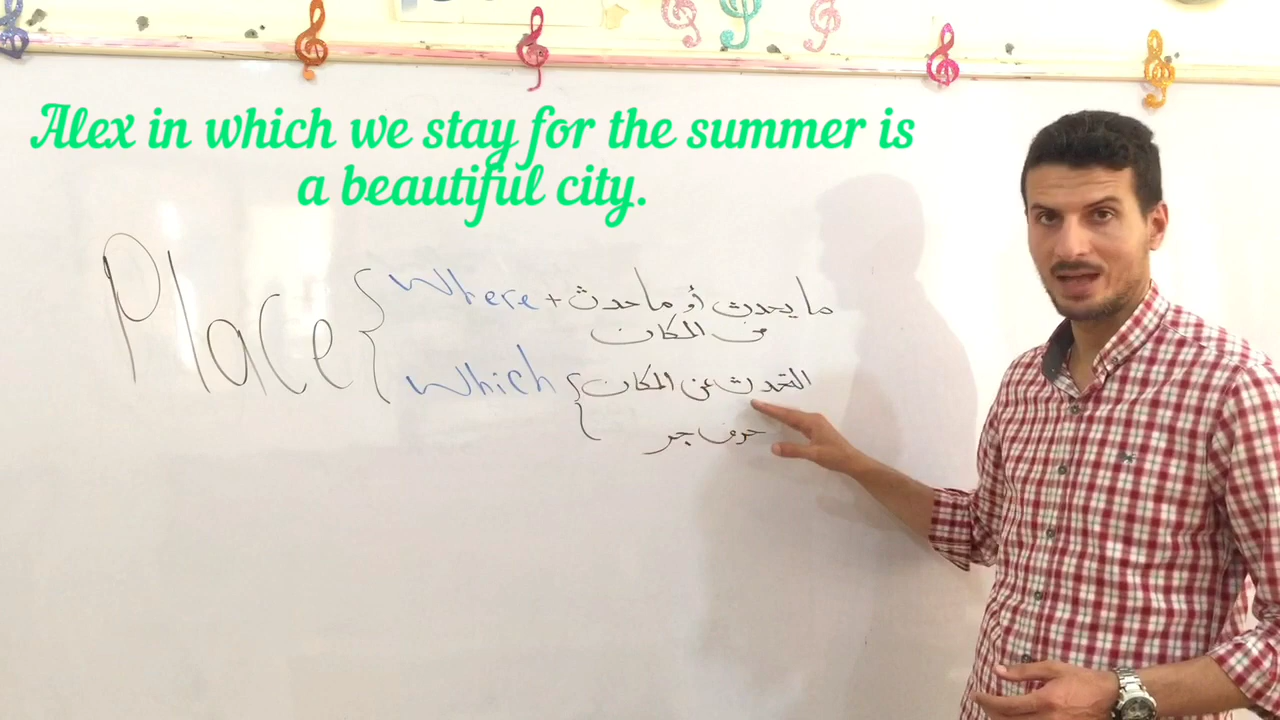 Alex in which we stay for the summer is
a beautiful city.
Place
Where + ما يحدث أو ما حدث
فى المكان
Which
التحدث عن المكان
حرف جر